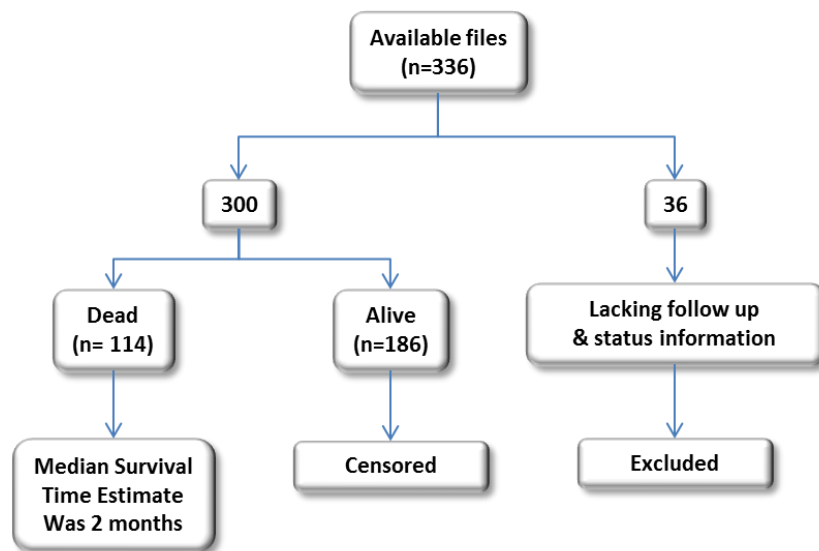 Available files
(n=336)
300
36
Dead
(n= 114)
Alive
(n=186)
Lacking follow up
& status information
Median Survival
Time Estimate
Was 2 months
Censored
Excluded